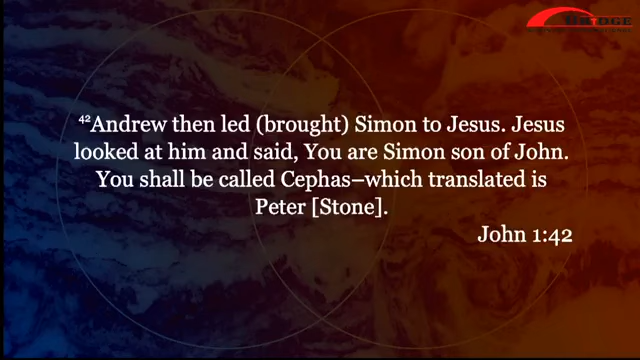 BRiDGE
⁴²Andrew then led (brought) Simon to Jesus. Jesus
looked at him and said, You are Simon son of John.
You shall be called Cephas–which translated is
Peter [Stone].
John 1:42